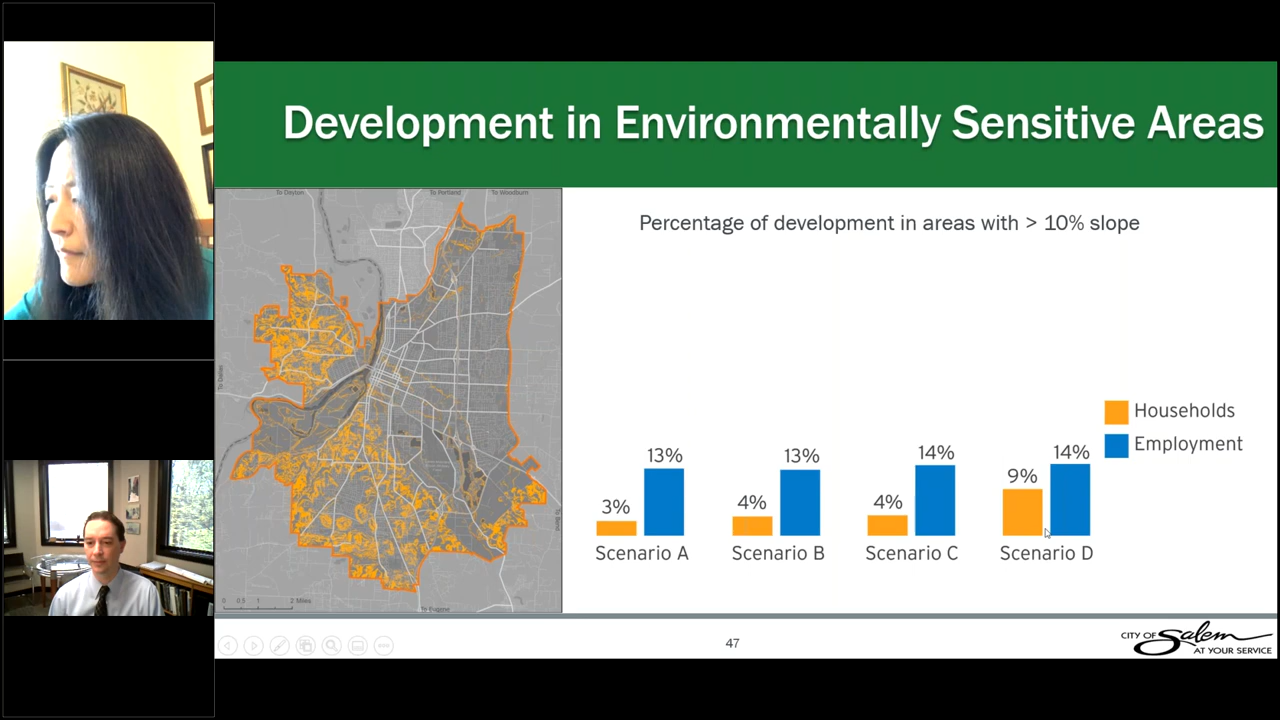 Development in Environmentally Sensitive Areas
To Dayton
To Portland
To Woodburn
To Dallas
To Bend
To Eugene
0 0.5 1 2 Miles
Percentage of development in areas with > 10% slope
Households
Employment
3% 13% 4% 13% 4% 14% 9% 14%
Scenario A Scenario B Scenario C Scenario D
47
CITY OF Salem
AT YOUR SERVICE